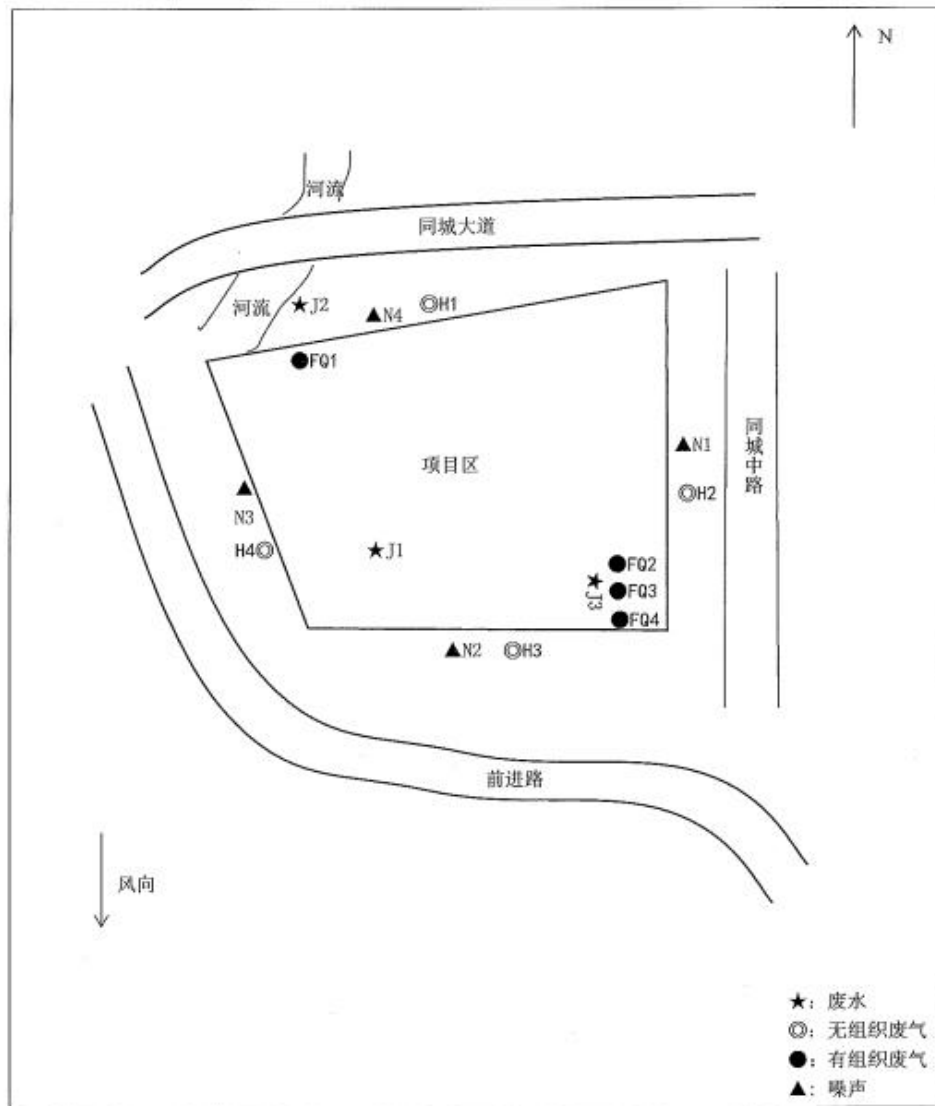 N
河流
同城大道
河流
J2
N4
H1
FQ1
项目区
N1
同城中路
H2
N3
H4
J1
FQ2
J3
FQ3
FQ4
N2
H3
前进路
风向
★：废水
◎：无组织废气
●：有组织废气
▲：噪声